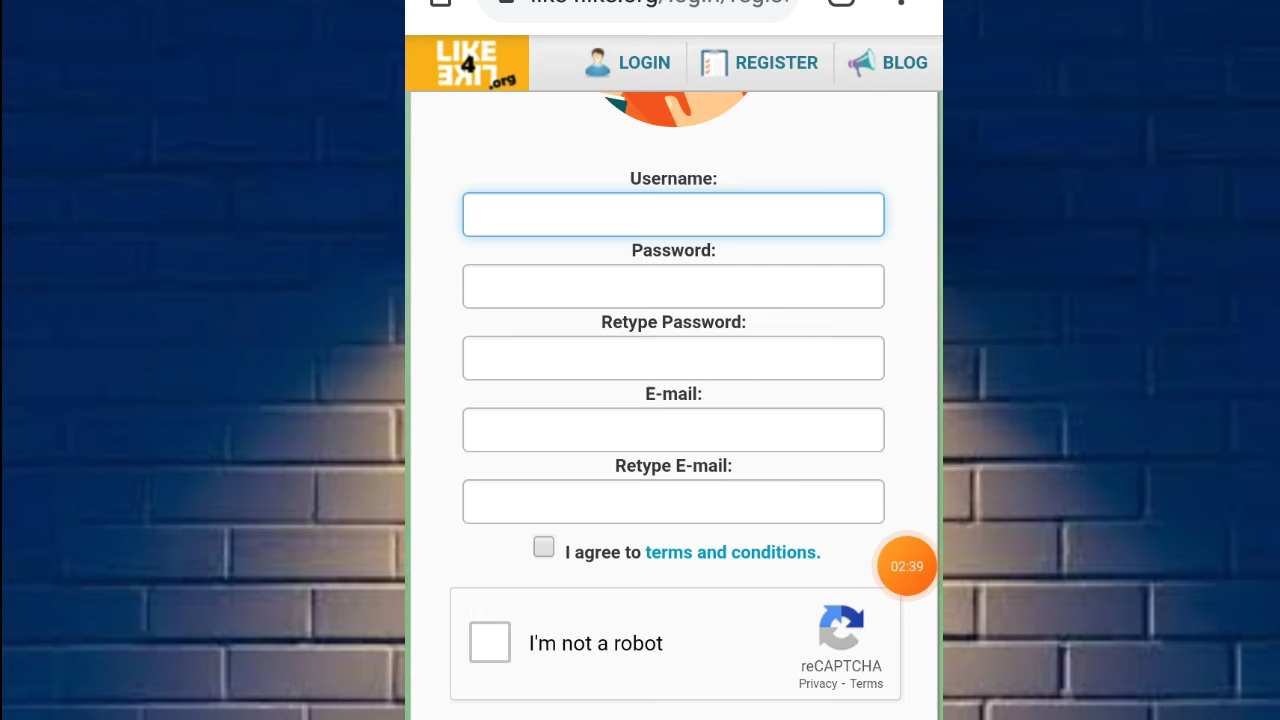 LIKE
4
LIKE
.org
LOGIN
REGISTER
BLOG
Username:
Password:
Retype Password:
E-mail:
Retype E-mail:
I agree to terms and conditions.
02:39
I'm not a robot
reCAPTCHA
Privacy - Terms